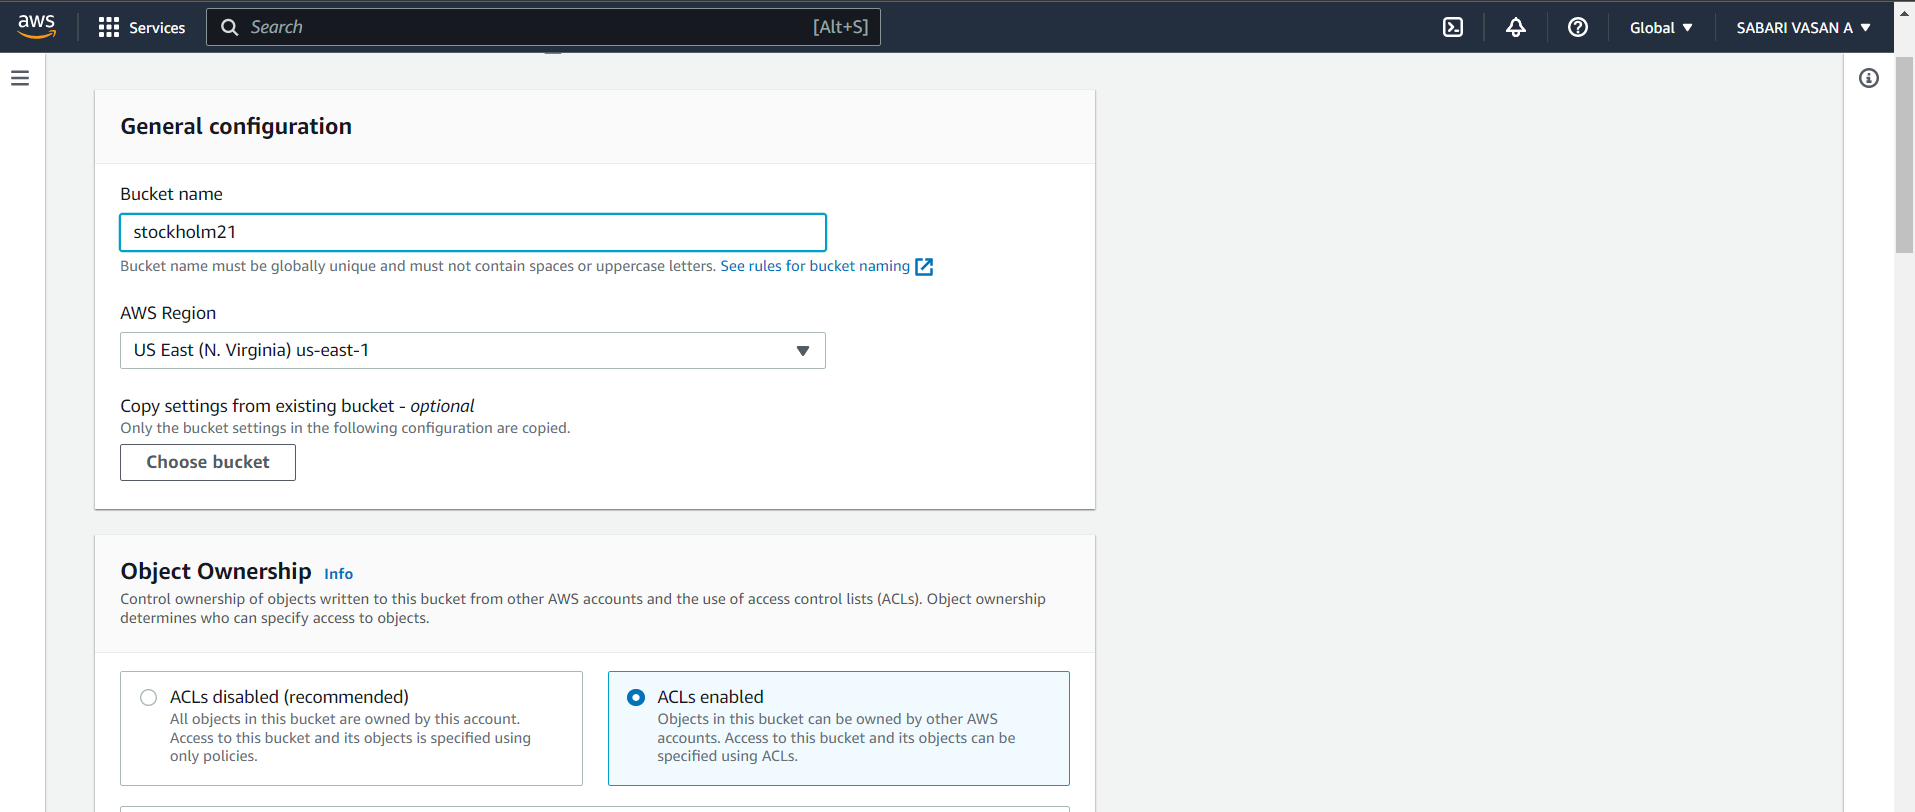 aws Services Search [Alt+S] Global SABARI VASAN A
General configuration
Bucket name
stockholm21
Bucket name must be globally unique and must not contain spaces or uppercase letters. See rules for bucket naming
AWS Region
US East (N. Virginia) us-east-1
Copy settings from existing bucket - optional
Only the bucket settings in the following configuration are copied.
Choose bucket
Object Ownership Info
Control ownership of objects written to this bucket from other AWS accounts and the use of access control lists (ACLs). Object ownership
determines who can specify access to objects.
ACLs disabled (recommended)
All objects in this bucket are owned by this account.
Access to this bucket and its objects is specified using
only policies.
ACLs enabled
Objects in this bucket can be owned by other AWS
accounts. Access to this bucket and its objects can be
specified using ACLs.